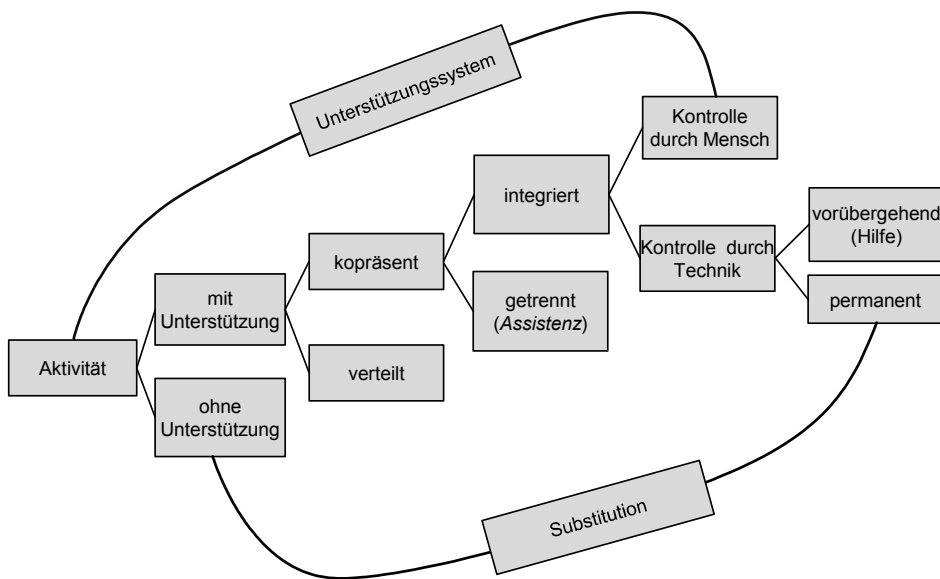 Unterstützungssystem
Kontrolle
durch Mensch
integriert
vorübergehend
(Hilfe)
Kontrolle durch
Technik
kopräsent
mit
Unterstützung
getrennt
(Assistenz)
permanent
Aktivität
verteilt
ohne
Unterstützung
Substitution